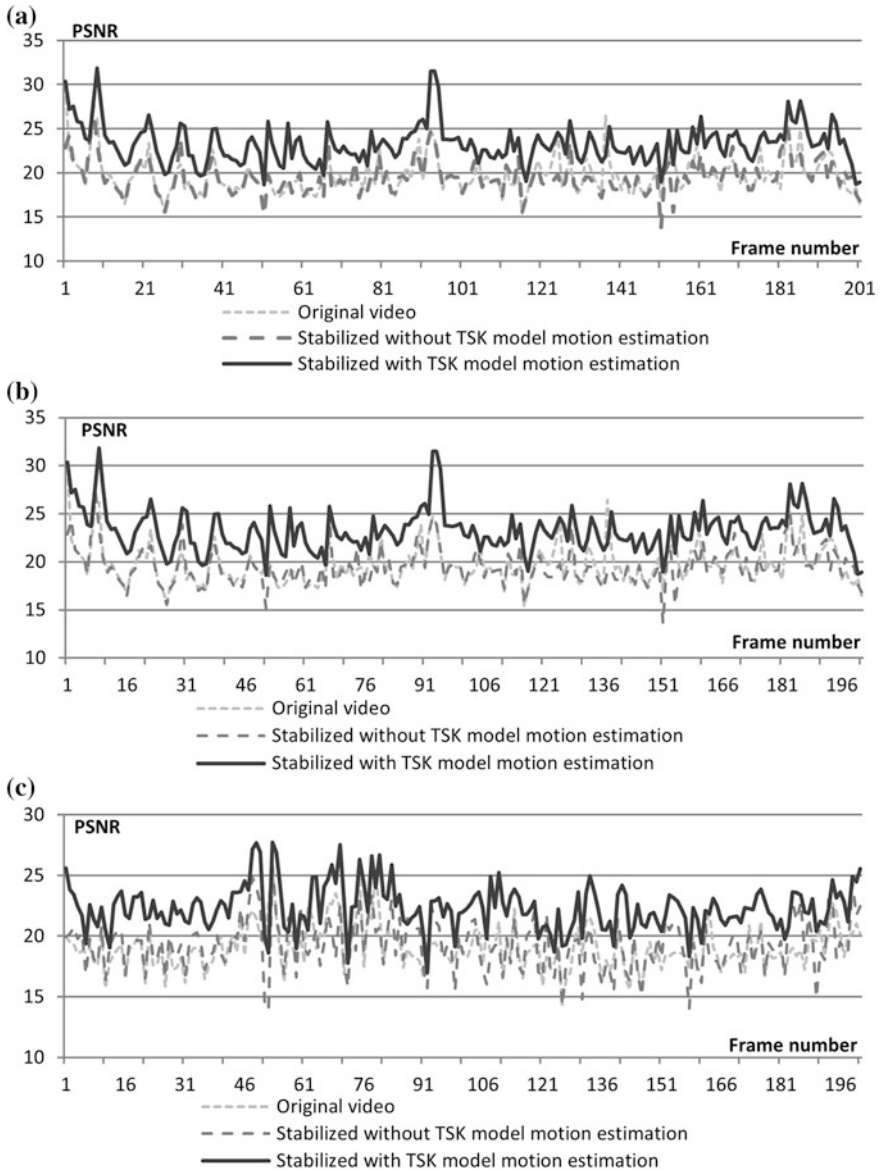 (a)
PSNR
35
30
25
20
15
10
Frame number
1 21 41 61 81 101 121 141 161 181 201
Original video
Stabilized without TSK model motion estimation
Stabilized with TSK model motion estimation
(b)
PSNR
35
30
25
20
15
10
Frame number
1 16 31 46 61 76 91 106 121 136 151 166 181 196
Original video
Stabilized without TSK model motion estimation
Stabilized with TSK model motion estimation
(c)
PSNR
30
25
20
15
10
Frame number
1 16 31 46 61 76 91 106 121 136 151 166 181 196
Original video
Stabilized without TSK model motion estimation
Stabilized with TSK model motion estimation